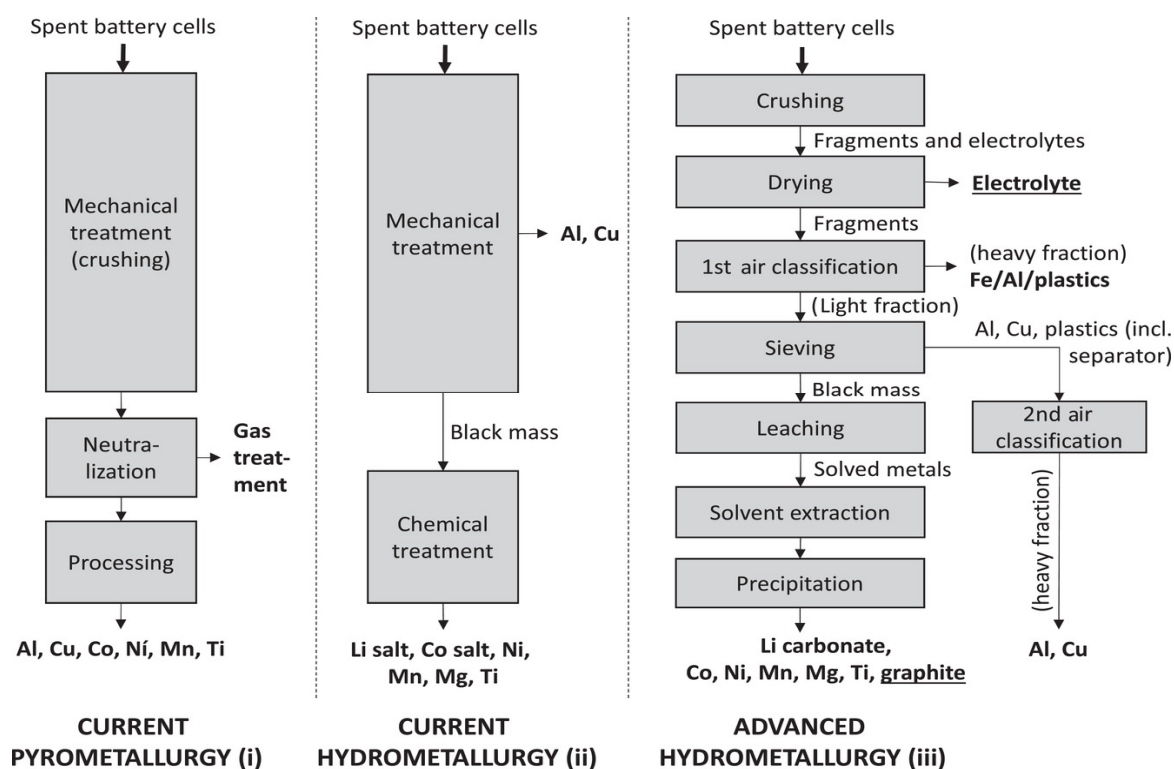 Spent battery cells
Mechanical
treatment
(crushing)
Neutra-
lization
Gas
treat-
ment
Processing
Al, Cu, Co, Ní, Mn, Ti
CURRENT
PYROMETALLURGY (i)
Spent battery cells
Mechanical
treatment
Al, Cu
Black mass
Chemical
treatment
Li salt, Co salt, Ni,
Mn, Mg, Ti
CURRENT
HYDROMETALLURGY (ii)
Spent battery cells
Crushing
Fragments and electrolytes
Drying
Electrolyte
Fragments
1st air classification
(heavy fraction)
Fe/Al/plastics
(Light fraction)
Sieving
Al, Cu, plastics (incl.
separator)
Black mass
Leaching
2nd air
classification
Solved metals
Solvent extraction
(heavy fraction)
Precipitation
Li carbonate,
Co, Ni, Mn, Mg, Ti, graphite
Al, Cu
ADVANCED
HYDROMETALLURGY (iii)